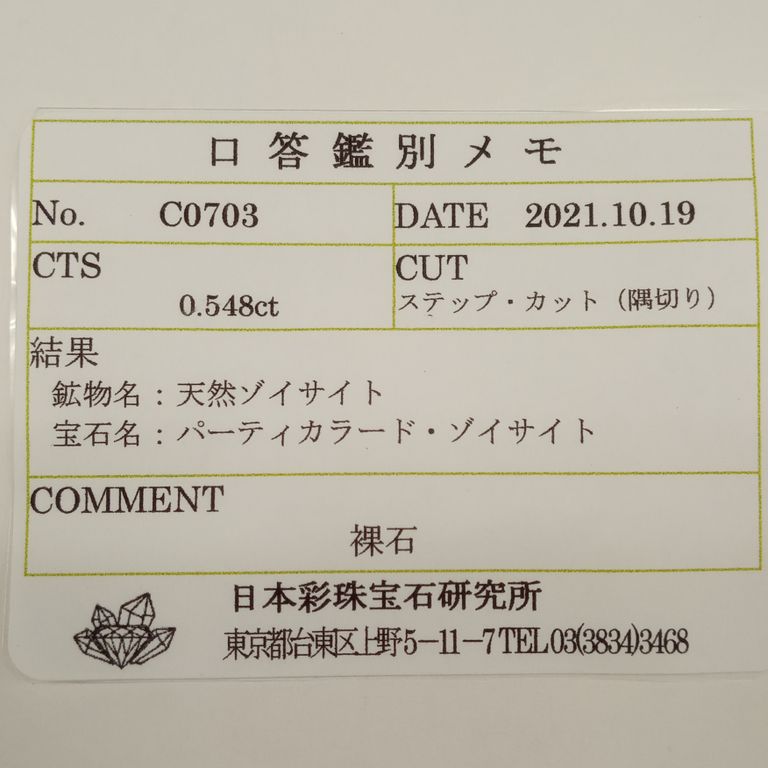 口答鑑別メモ
No. C0703 DATE 2021.10.19
CTS CUT
0.548ct ステップ・カット（隅切り）
結果
鉱物名：天然ゾイサイト
宝石名：パーティカラード・ゾイサイト
COMMENT
裸石
日本彩珠宝石研究所
東京都台東区上野5－11－7 TEL 03(3834)3468